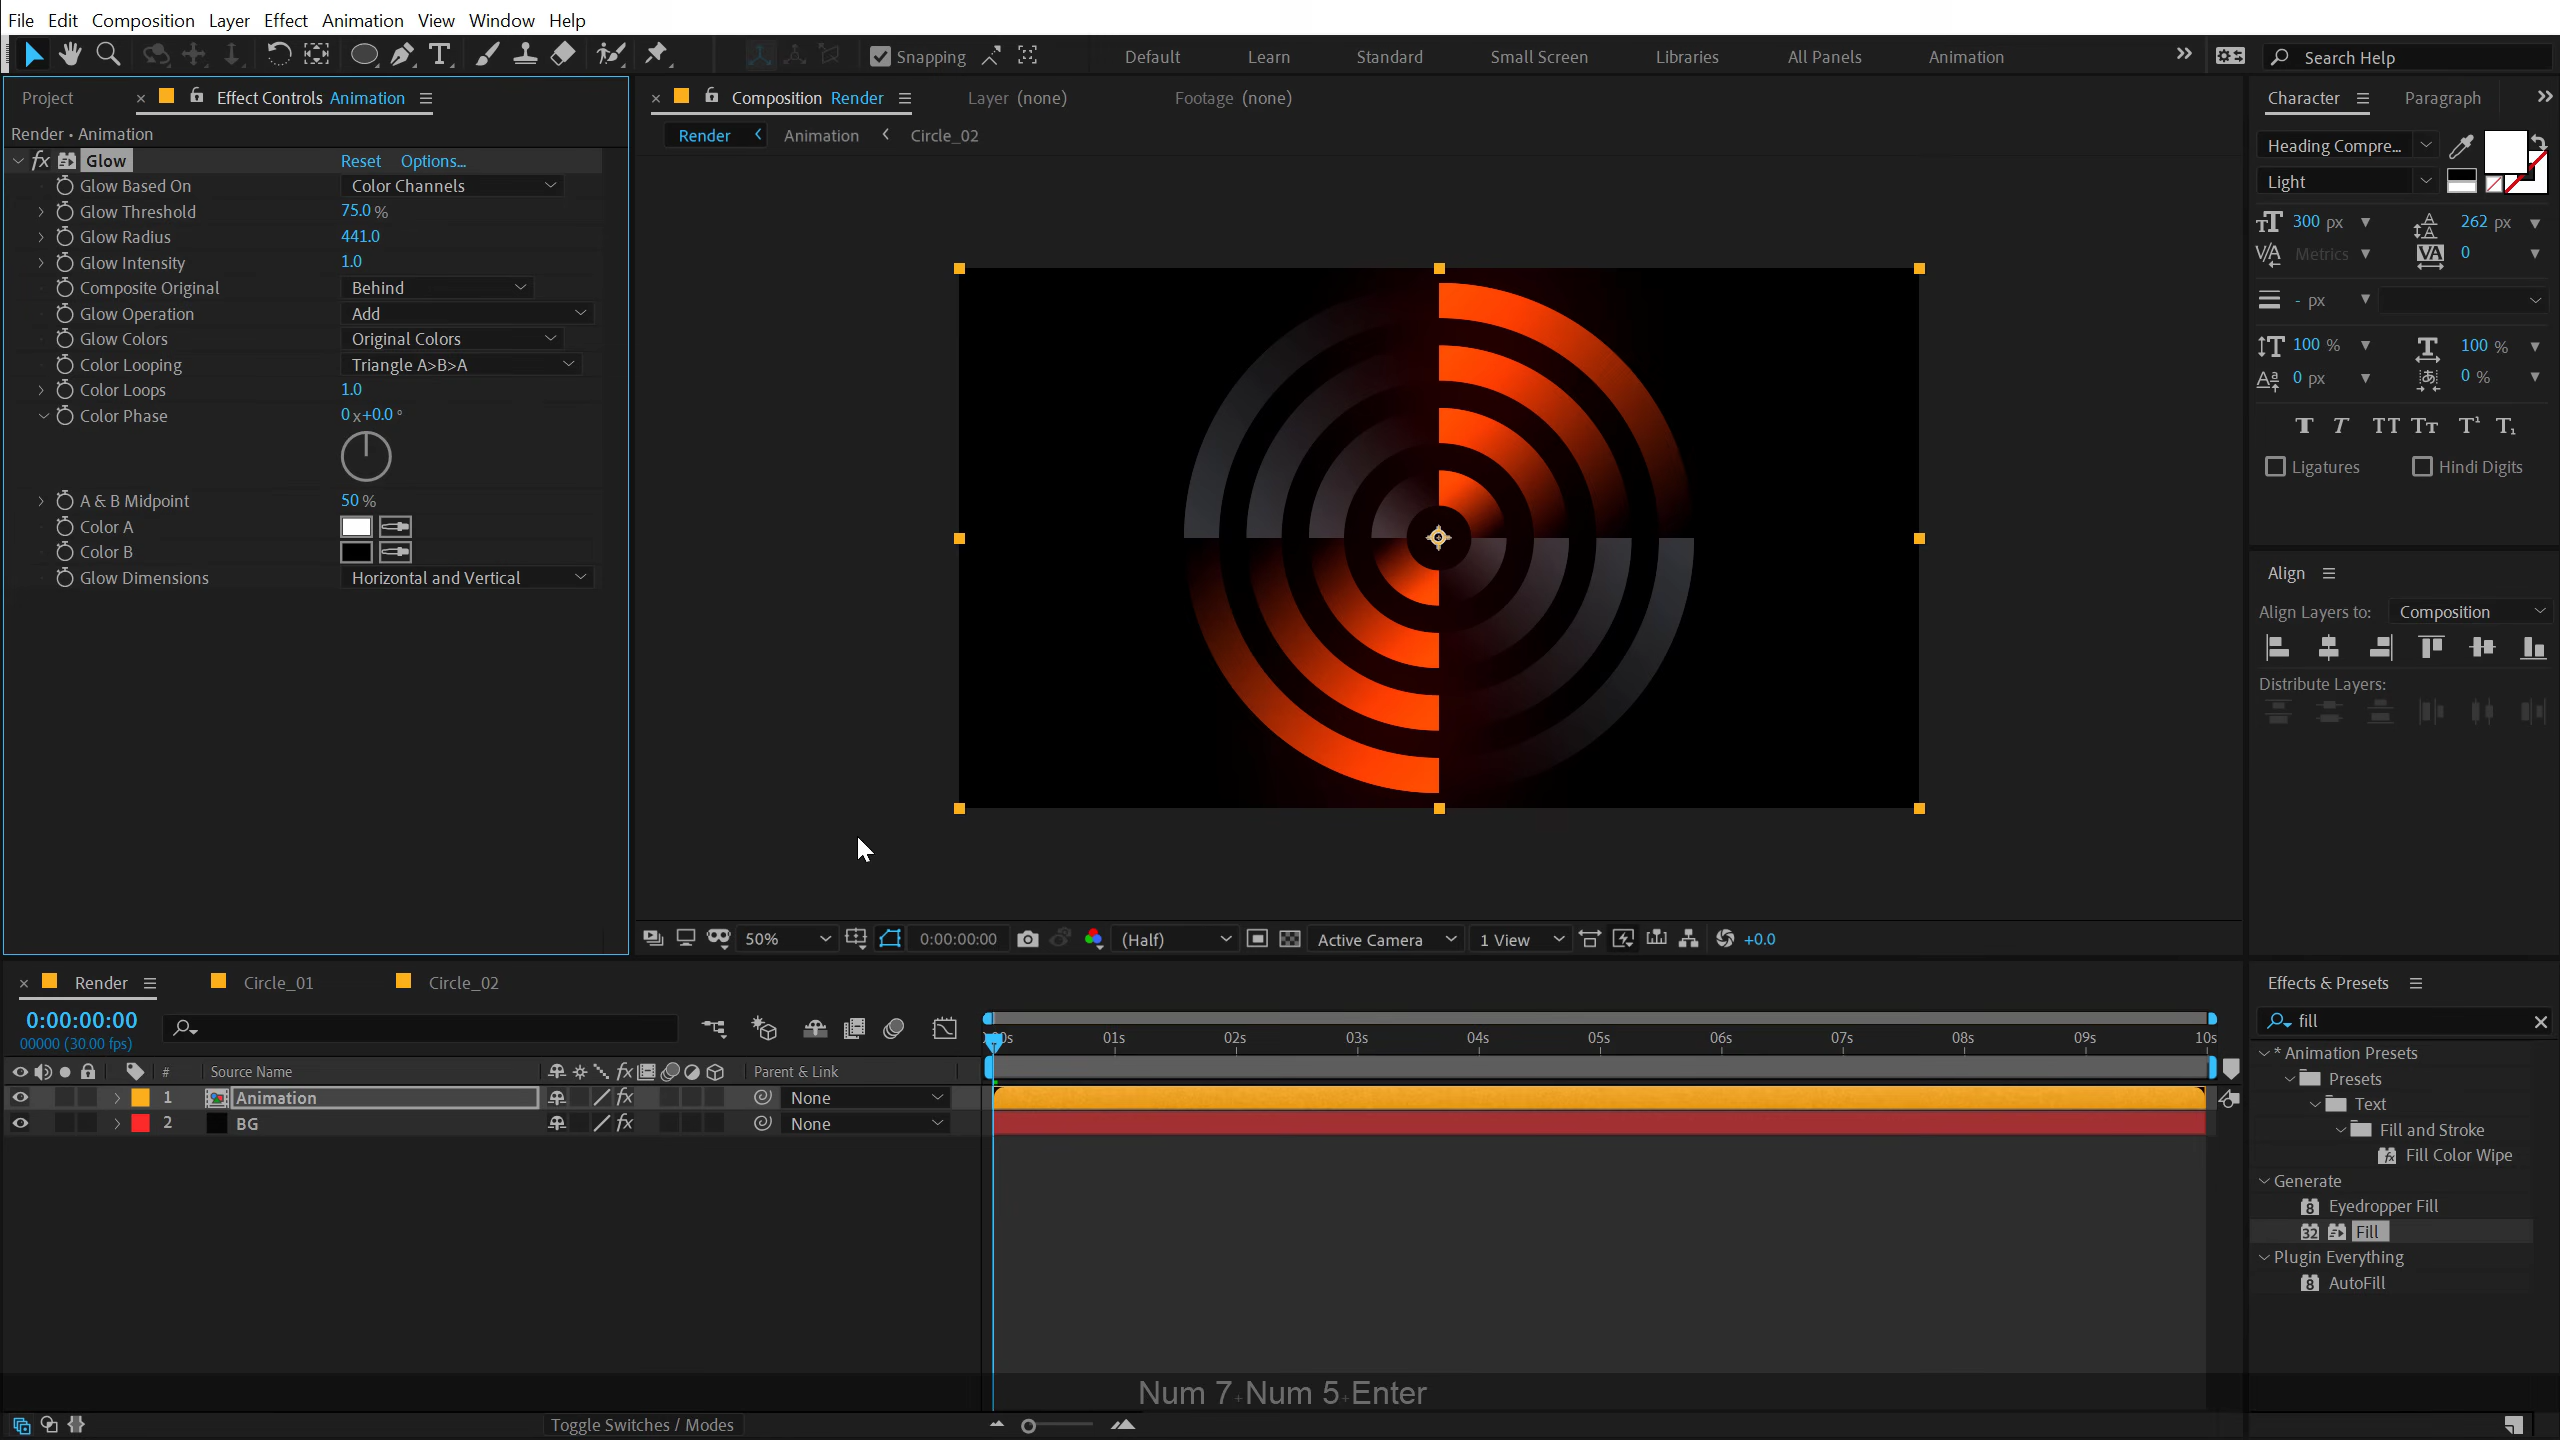 File Edit Composition Layer Effect Animation View Window Help
Snapping Default Learn Standard Small Screen Libraries All Panels Animation Search Help
Project Effect Controls Animation
Render • Animation
fx Glow Reset Options...
Glow Based On Color Channels
Glow Threshold 75.0 %
Glow Radius 441.0
Glow Intensity 1.0
Composite Original Behind
Glow Operation Add
Glow Colors Original Colors
Color Looping Triangle A>B>A
Color Loops 1.0
Color Phase 0 x+0.0 °
A & B Midpoint 50 %
Color A
Color B
Glow Dimensions Horizontal and Vertical
Composition Render Layer (none) Footage (none)
Render Animation Circle_02
50% 0:00:00:00 (Half) Active Camera 1 View +0.0
Character Paragraph
Heading Compre...
Light
300 px 262 px
Metrics 0
- px
100 % 100 %
0 px 0 %
Ligatures Hindi Digits
Align
Align Layers to: Composition
Distribute Layers:
Render Circle_01 Circle_02
0:00:00:00
00000 (30.00 fps)
01s 02s 03s 04s 05s 06s 07s 08s 09s 10s
# Source Name fx Parent & Link
1 Animation fx None
2 BG fx None
Num 7 + Num 5 + Enter
Toggle Switches / Modes
Effects & Presets
fill
* Animation Presets
Presets
Text
Fill and Stroke
Fill Color Wipe
Generate
Eyedropper Fill
32 Fill
Plugin Everything
AutoFill